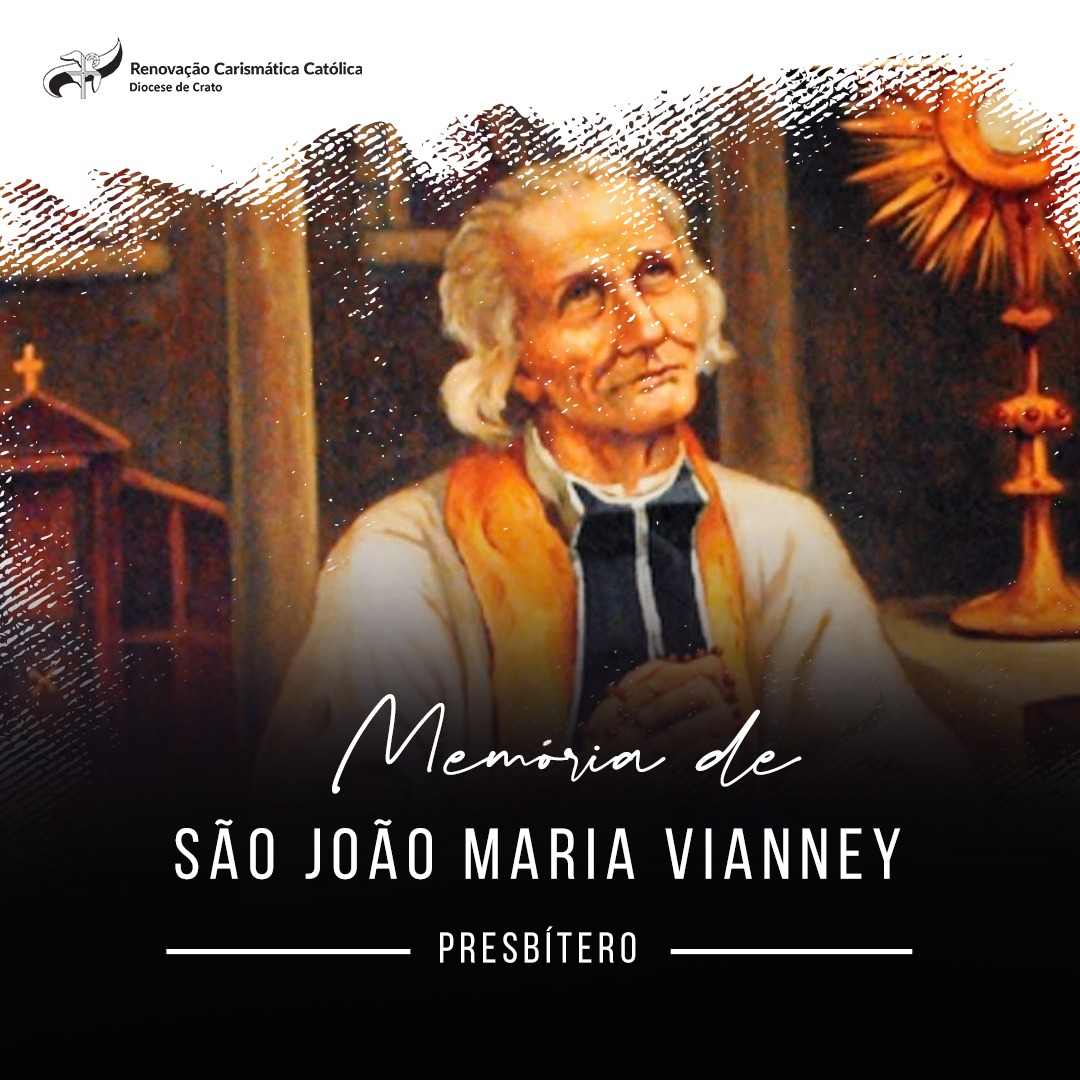 Renovação Carismática Católica
Diocese de Crato
Memória de
SÃO JOÃO MARIA VIANNEY
PRESBÍTERO